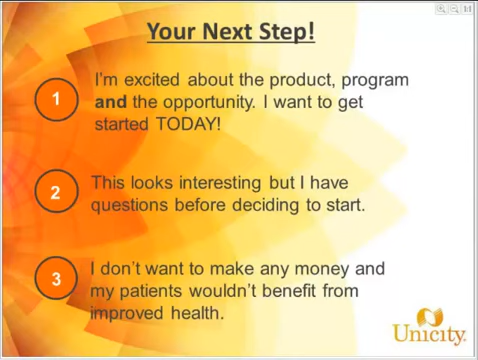 Your Next Step!
1
I'm excited about the product, program
and the opportunity. I want to get
started TODAY!
2
This looks interesting but I have
questions before deciding to start.
3
I don't want to make any money and
my patients wouldn't benefit from
improved health.
Unicity.